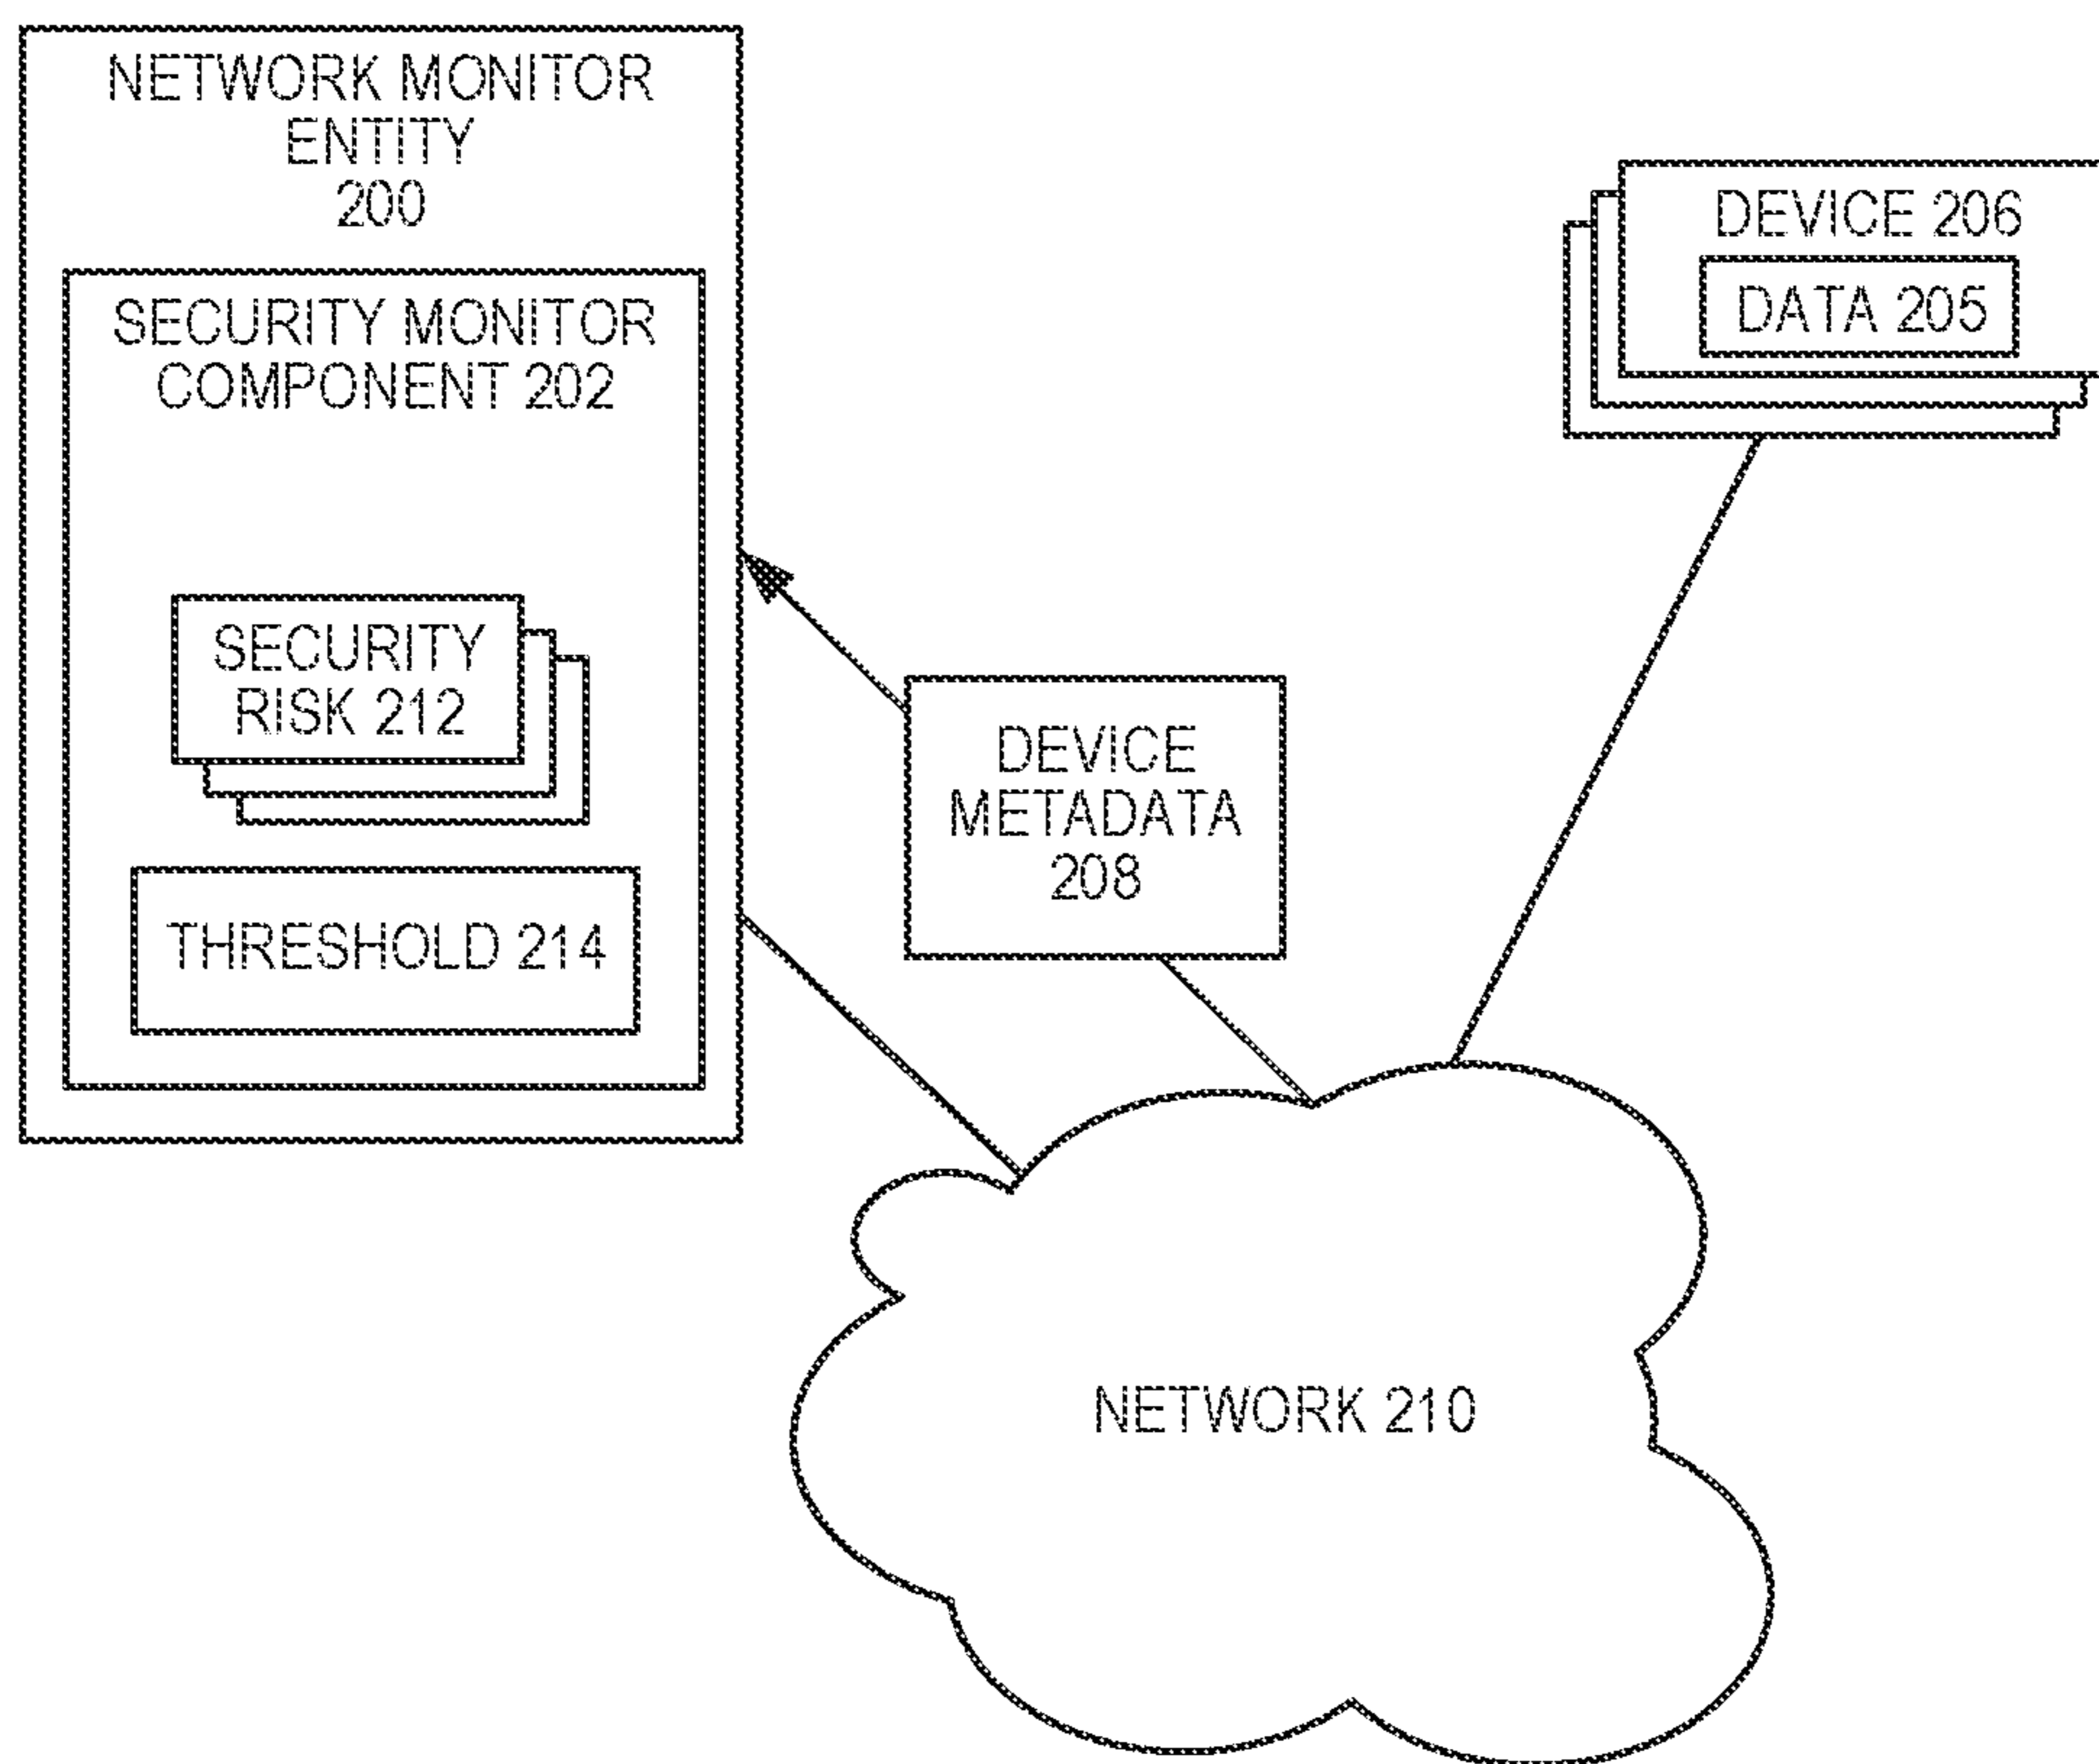 NETWORK MONITOR
ENTITY
200
SECURITY MONITOR
COMPONENT 202
SECURITY
RISK 212
THRESHOLD 214
DEVICE
METADATA
208
DEVICE 206
DATA 205
NETWORK 210